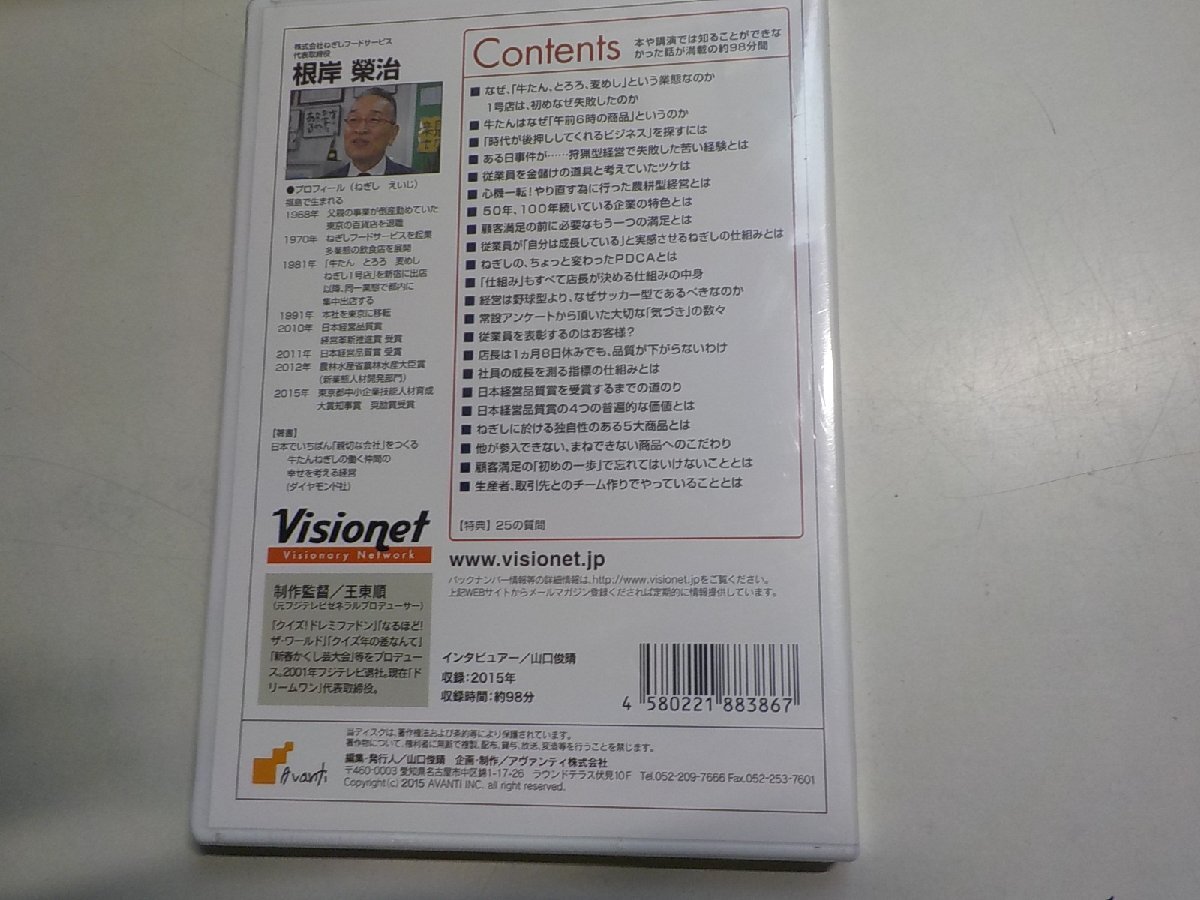 株式会社ねぎしフードサービス
代表取締役
根岸 榮治
●プロフィール (ねぎし えいじ)
福島で生まれる
1968年 父親の事業が倒産勤めていた
東京の百貨店を退職
1970年 ねぎしフードサービスを起業
多業態の飲食店を展開
1981年 「牛たん とろろ 麦めし
ねぎし1号店」を新宿に出店
以降、同一業態で都内に
集中出店する
1991年 本社を東京に移転
2010年 日本経営品質賞
経営革新推進賞 受賞
2011年 日本経営品質賞 受賞
2012年 農林水産省農林水産大臣賞
(新業態人材開発部門)
2015年 東京都中小企業技能人材育成
大賞知事賞 奨励賞受賞
【著書】
日本でいちばん「親切な会社」をつくる
牛たんねぎしの働く仲間の
幸せを考える経営
(ダイヤモンド社)
Visionet
Visionary Network
制作監督/王東順
(元フジテレビゼネラルプロデューサー)
「クイズ!ドレミファドン」「なるほど!
ザ・ワールド」「クイズ年の差なんて」
「新春かくし芸大会」等をプロデュー
ス。2001年フジテレビ退社。現在「ド
リームワン」代表取締役。
Contents
本や講演では知ることができな
かった話が満載の約98分間
■ なぜ、「牛たん、とろろ、麦めし」という業態なのか
1号店は、初めなぜ失敗したのか
■ 牛たんはなぜ「午前6時の商品」というのか
■ 「時代が後押ししてくれるビジネス」を探すには
■ ある日事件が……狩猟型経営で失敗した苦い経験とは
■ 従業員を金儲けの道具と考えていたツケは
■ 心機一転!やり直す為に行った農耕型経営とは
■ 50年、100年続いている企業の特色とは
■ 顧客満足の前に必要なもう一つの満足とは
■ 従業員が「自分は成長している」と実感させるねぎしの仕組みとは
■ ねぎしの、ちょっと変わったPDCAとは
■ 「仕組み」もすべて店長が決める仕組みの中身
■ 経営は野球型より、なぜサッカー型であるべきなのか
■ 常設アンケートから頂いた大切な「気づき」の数々
■ 従業員を表彰するのはお客様?
■ 店長は1ヵ月8日休みでも、品質が下がらないわけ
■ 社員の成長を測る指標の仕組みとは
■ 日本経営品質賞を受賞するまでの道のり
■ 日本経営品質賞の4つの普遍的な価値とは
■ ねぎしに於ける独自性のある5大商品とは
■ 他が参入できない、まねできない商品へのこだわり
■ 顧客満足の「初めの一歩」で忘れてはいけないこととは
■ 生産者、取引先とのチーム作りでやっていることとは
【特典】25の質問
www.visionet.jp
バックナンバー情報等の詳細情報は、http://www.visionet.jpをご覧ください。
上記WEBサイトからメールマガジン登録くだされば定期的に情報提供しています。
インタビュアー/山口俊晴
収録:2015年
収録時間:約98分
4 580221 883867
Avanti
当ディスクは、著作権法および条約等により保護されています。
著作物について、権利者に無断で複製、配布、貸与、放送、変造等を行うことを禁じます。
編集・発行人/山口俊晴 企画・制作/アヴァンティ株式会社
〒460-0003 愛知県名古屋市中区錦1-17-26 ラウンドテラス伏見10F Tel.052-209-7666 Fax.052-253-7601
Copyright(c) 2015 AVANTI INC. all right reserved.